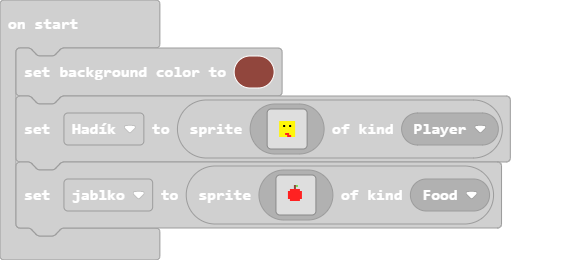 on start
set background color to
set Hadík to sprite of kind Player
set jablko to sprite of kind Food